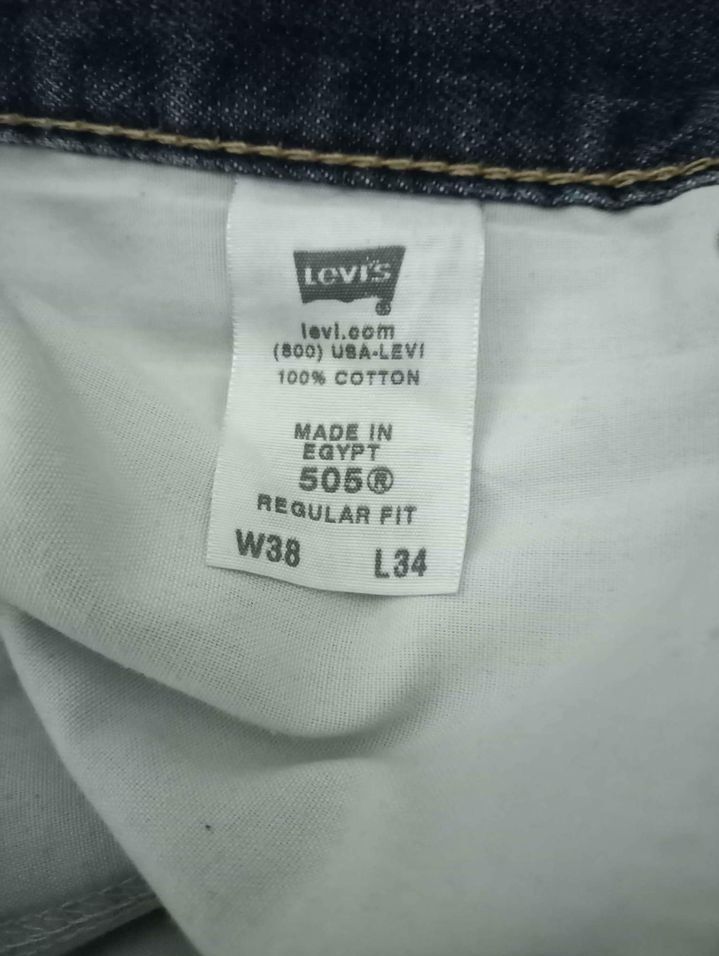 Levi's
®
levi.com
(800) USA-LEVI
100% COTTON
MADE IN
EGYPT
505®
REGULAR FIT
W38 L34